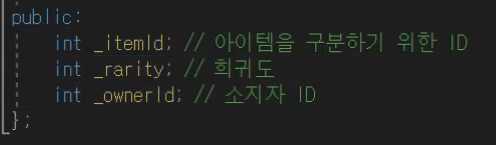 public:
int _itemId; // 아이템을 구분하기 위한 ID
int _rarity; // 희귀도
int _ownerId; // 소지자 ID
};